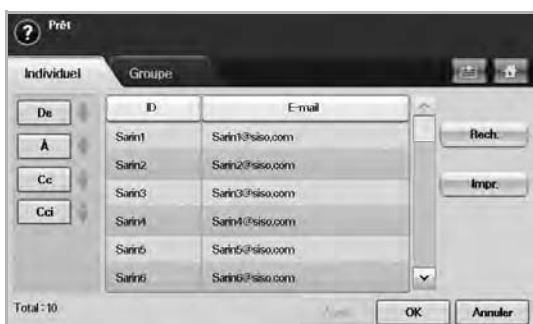 Prêt
Individuel Groupe
De
À
Cc
Cci
ID E-mail
Sarin1 Sarin1@siso.com
Sarin2 Sarin2@siso.com
Sarin3 Sarin3@siso.com
Sarin4 Sarin4@siso.com
Sarin5 Sarin5@siso.com
Sarin6 Sarin6@siso.com
Rech.
Impr.
Total : 10
OK Annuler